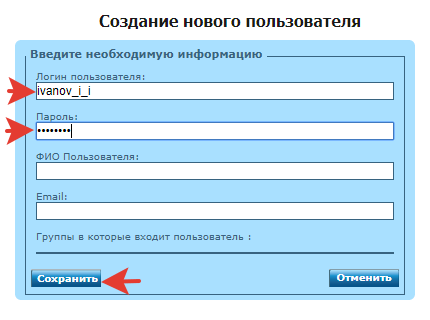 Создание нового пользователя
Введите необходимую информацию
Логин пользователя:
ivanov_i_i
Пароль:
••••••••
ФИО Пользователя:
Email:
Группы в которые входит пользователь :
Сохранить Отменить